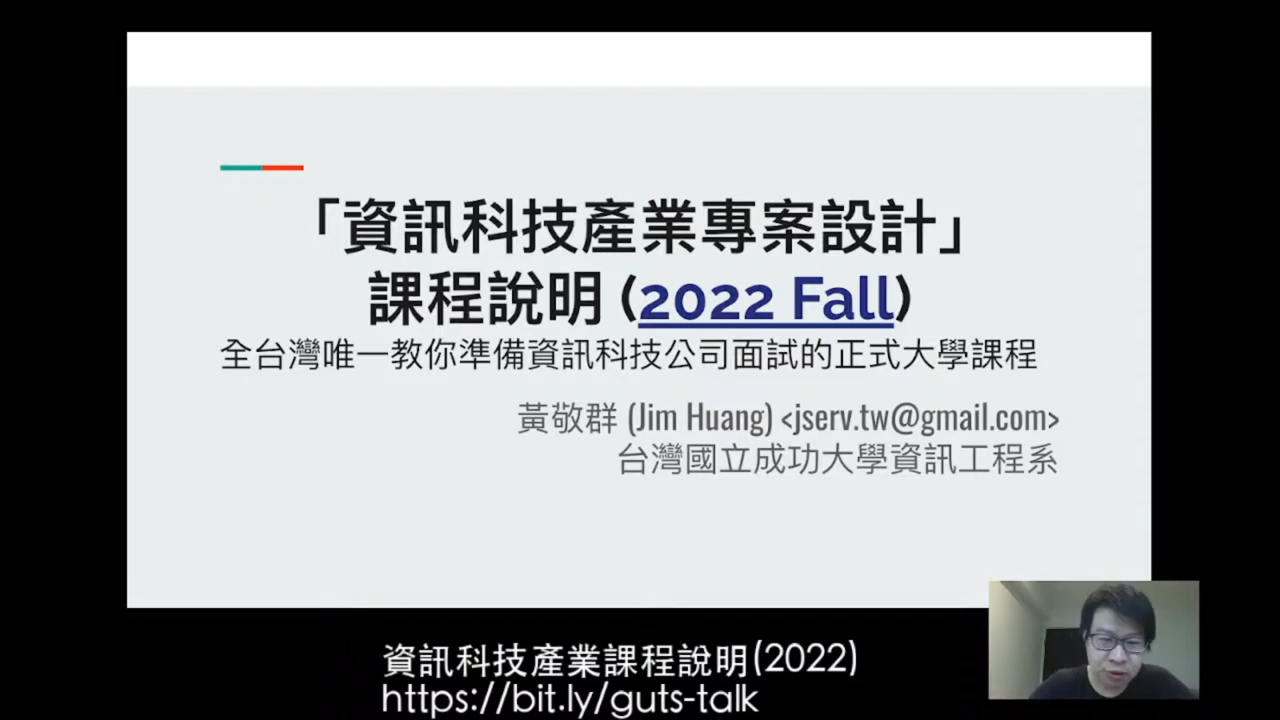 「資訊科技產業專案設計」
課程說明 (2022 Fall)
全台灣唯一教你準備資訊科技公司面試的正式大學課程
黃敬群 (Jim Huang) <jserv.tw@gmail.com>
台灣國立成功大學資訊工程系
資訊科技產業課程說明(2022)
https://bit.ly/guts-talk